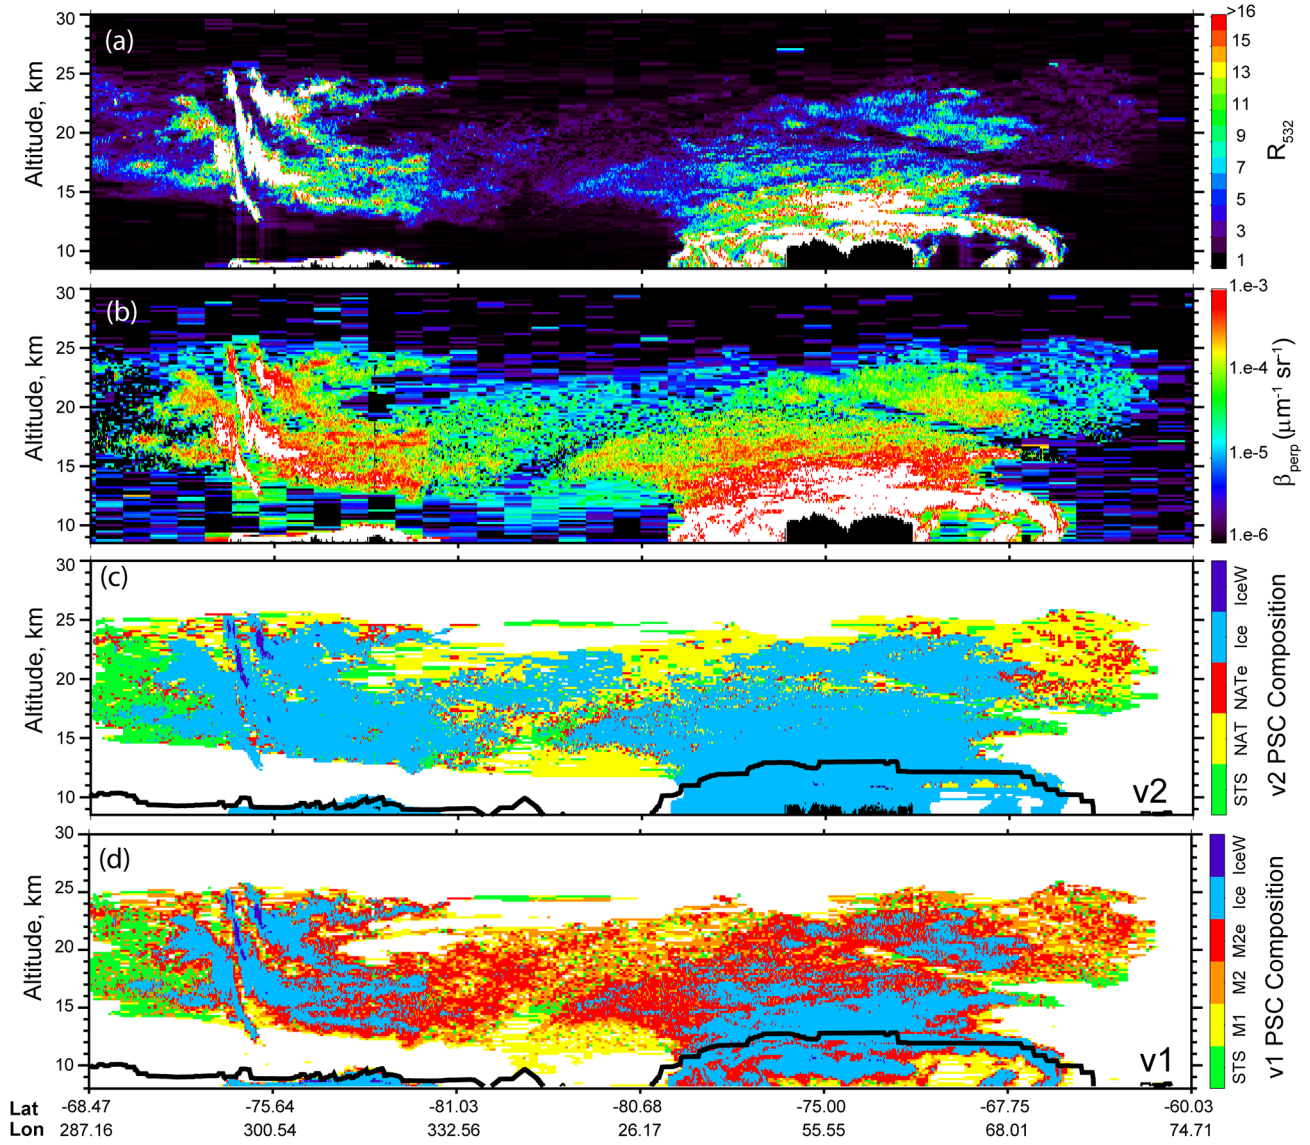 (a)
30
25
20
15
10
Altitude, km
>16
15
13
11
9
7
5
3
1
R532
(b)
30
25
20
15
10
Altitude, km
1.e-3
1.e-4
1.e-5
1.e-6
βperp (μm-1 sr-1)
(c)
30
25
20
15
10
Altitude, km
v2
STS NAT NATe Ice IceW
v2 PSC Composition
(d)
30
25
20
15
10
Altitude, km
v1
STS M1 M2 M2e Ice IceW
v1 PSC Composition
Lat -68.47 -75.64 -81.03 -80.68 -75.00 -67.75 -60.03
Lon 287.16 300.54 332.56 26.17 55.55 68.01 74.71